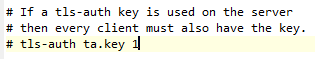 # If a tls-auth key is used on the server
# then every client must also have the key.
# tls-auth ta.key 1